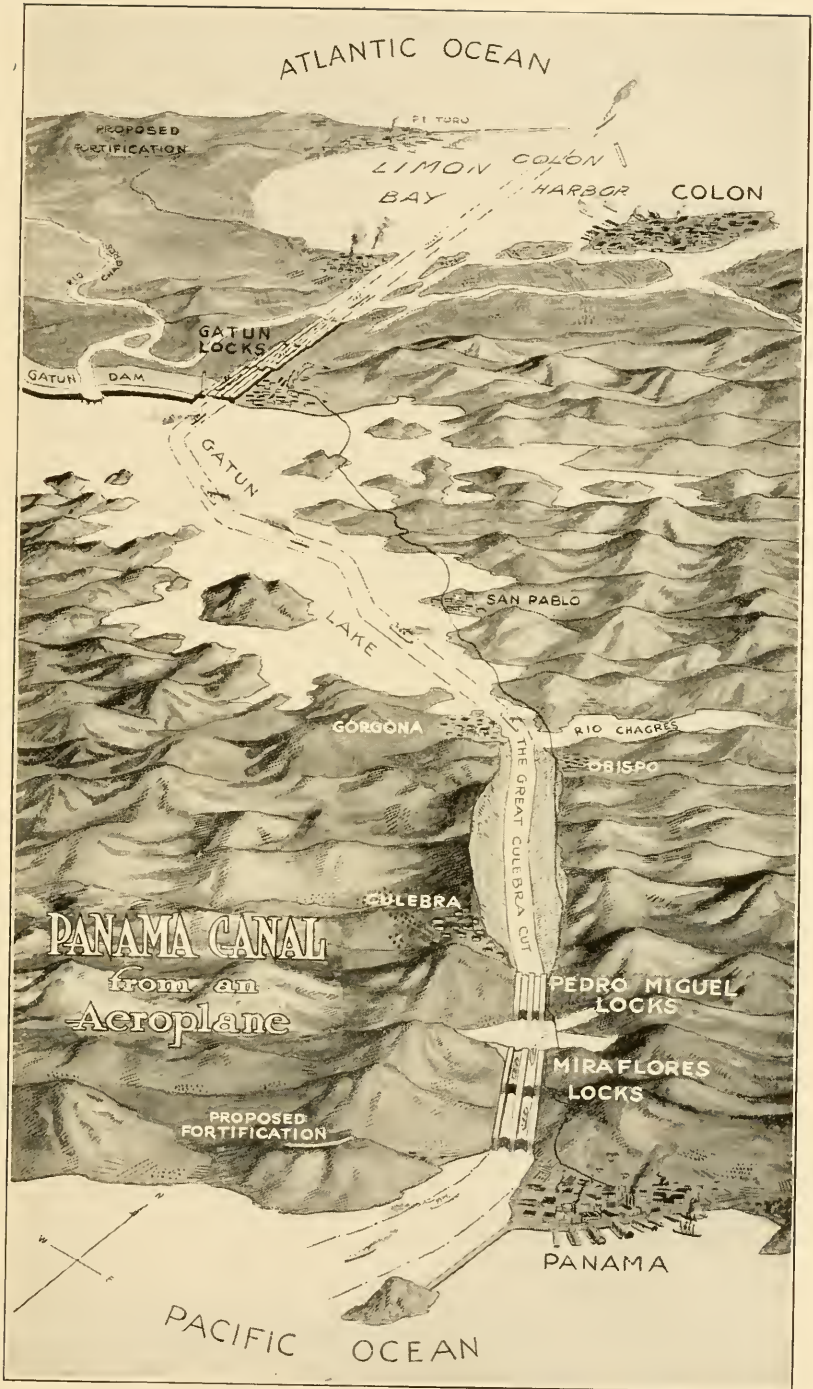 ATLANTIC OCEAN
PROPOSED
FORTIFICATION
PT TORO
LIMON
BAY
COLON
HARBOR
COLON
RIO CHAGRES
GATUN
LOCKS
GATUN DAM
GATUN
LAKE
SAN PABLO
GORGONA
RIO CHAGRES
OBISPO
THE GREAT CULEBRA CUT
CULEBRA
PANAMA CANAL
from an
Aeroplane
PEDRO MIGUEL
LOCKS
MIRAFLORES
LOCKS
PROPOSED
FORTIFICATION
N
W
E
PANAMA
PACIFIC OCEAN